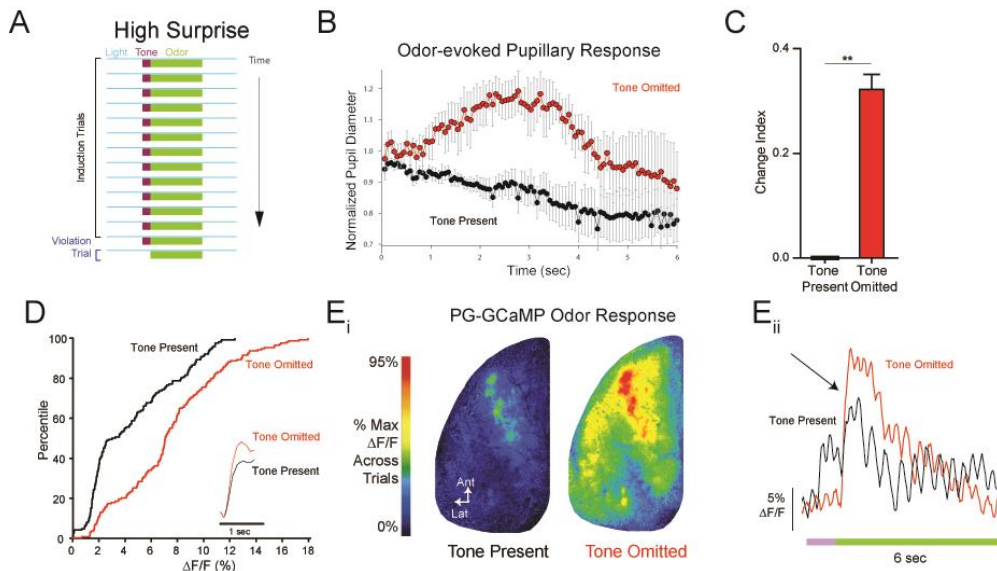 A
High Surprise
Light Tone Odor
Time
Induction Trials
Violation
Trial
B
Odor-evoked Pupillary Response
Tone Omitted
Tone Present
Normalized Pupil Diameter
1.2
1.1
1.0
0.9
0.8
0.7
0 1 2 3 4 5 6
Time (sec)
C
**
Change Index
0.4
0.2
0.0
Tone Tone
Present Omitted
D
Percentile
100
80
60
40
20
0
Tone Present
Tone Omitted
Tone Omitted
Tone Present
1 sec
0 2 4 6 8 10 12 14 16 18
ΔF/F (%)
Ei
PG-GCaMP Odor Response
95%
% Max
ΔF/F
Across
Trials
0%
Ant
Lat
Tone Present Tone Omitted
Eii
Tone Omitted
Tone Present
5%
ΔF/F
6 sec